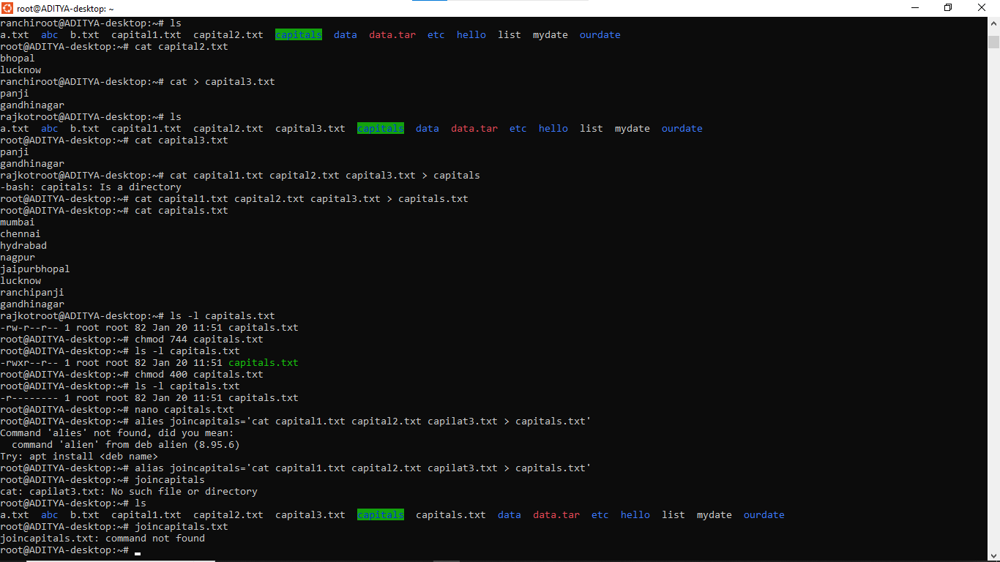 root@ADITYA-desktop: ~
ranchiroot@ADITYA-desktop:~# ls
a.txt  abc  b.txt  capital1.txt  capital2.txt  capitals  data  data.tar  etc  hello  list  mydate  ourdate
root@ADITYA-desktop:~# cat capital2.txt
bhopal
lucknow
ranchiroot@ADITYA-desktop:~# cat > capital3.txt
panji
gandhinagar
rajkotroot@ADITYA-desktop:~# ls
a.txt  abc  b.txt  capital1.txt  capital2.txt  capital3.txt  capitals  data  data.tar  etc  hello  list  mydate  ourdate
root@ADITYA-desktop:~# cat capital3.txt
panji
gandhinagar
rajkotroot@ADITYA-desktop:~# cat capital1.txt capital2.txt capital3.txt > capitals
-bash: capitals: Is a directory
root@ADITYA-desktop:~# cat capital1.txt capital2.txt capital3.txt > capitals.txt
root@ADITYA-desktop:~# cat capitals.txt
mumbai
chennai
hydrabad
nagpur
jaipurbhopal
lucknow
ranchipanji
gandhinagar
rajkotroot@ADITYA-desktop:~# ls -l capitals.txt
-rw-r--r-- 1 root root 82 Jan 20 11:51 capitals.txt
root@ADITYA-desktop:~# chmod 744 capitals.txt
root@ADITYA-desktop:~# ls -l capitals.txt
-rwxr--r-- 1 root root 82 Jan 20 11:51 capitals.txt
root@ADITYA-desktop:~# chmod 400 capitals.txt
root@ADITYA-desktop:~# ls -l capitals.txt
-r-------- 1 root root 82 Jan 20 11:51 capitals.txt
root@ADITYA-desktop:~# nano capitals.txt
root@ADITYA-desktop:~# alies joincapitals='cat capital1.txt capital2.txt capilat3.txt > capitals.txt'
Command 'alies' not found, did you mean:
  command 'alien' from deb alien (8.95.6)
Try: apt install <deb name>
root@ADITYA-desktop:~# alias joincapitals='cat capital1.txt capital2.txt capilat3.txt > capitals.txt'
root@ADITYA-desktop:~# joincapitals
cat: capilat3.txt: No such file or directory
root@ADITYA-desktop:~# ls
a.txt  abc  b.txt  capital1.txt  capital2.txt  capital3.txt  capitals  capitals.txt  data  data.tar  etc  hello  list  mydate  ourdate
root@ADITYA-desktop:~# joincapitals.txt
joincapitals.txt: command not found
root@ADITYA-desktop:~#